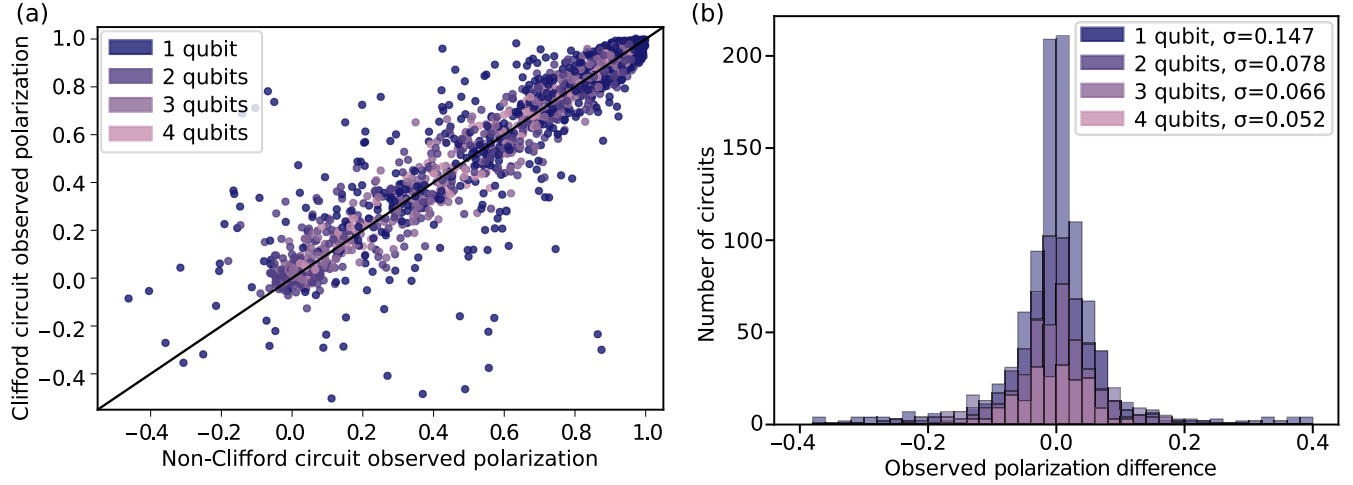 (a)
Clifford circuit observed polarization
1.0
0.8
0.6
0.4
0.2
0.0
−0.2
−0.4
1 qubit
2 qubits
3 qubits
4 qubits
−0.4
−0.2
0.0
0.2
0.4
0.6
0.8
1.0
Non-Clifford circuit observed polarization
(b)
Number of circuits
200
150
100
50
0
1 qubit, σ=0.147
2 qubits, σ=0.078
3 qubits, σ=0.066
4 qubits, σ=0.052
−0.4
−0.2
0.0
0.2
0.4
Observed polarization difference